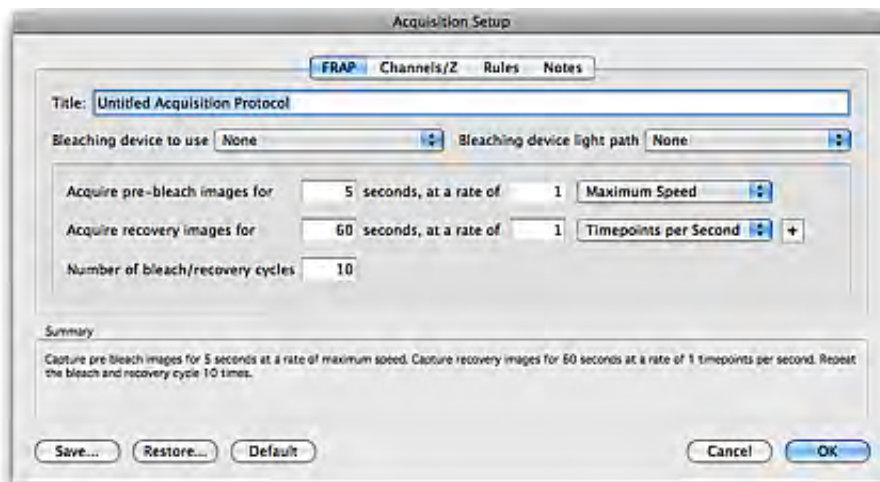 Acquisition Setup
FRAP Channels/Z Rules Notes
Title: Untitled Acquisition Protocol
Bleaching device to use None Bleaching device light path None
Acquire pre-bleach images for 5 seconds, at a rate of 1 Maximum Speed
Acquire recovery images for 60 seconds, at a rate of 1 Timepoints per Second +
Number of bleach/recovery cycles 10
Summary
Capture pre bleach images for 5 seconds at a rate of maximum speed. Capture recovery images for 60 seconds at a rate of 1 timepoints per second. Repeat
the bleach and recovery cycle 10 times.
Save... Restore... Default Cancel OK